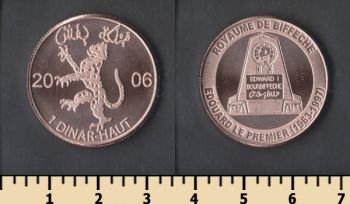 20 06
1 DINAR-HAUT
ROYAUME DE BIFFECHE
EDWARD I
BOURBIFFECHE
EDOUARD LE PREMIER (1963-1997)
1 2 3 4 5 6 7